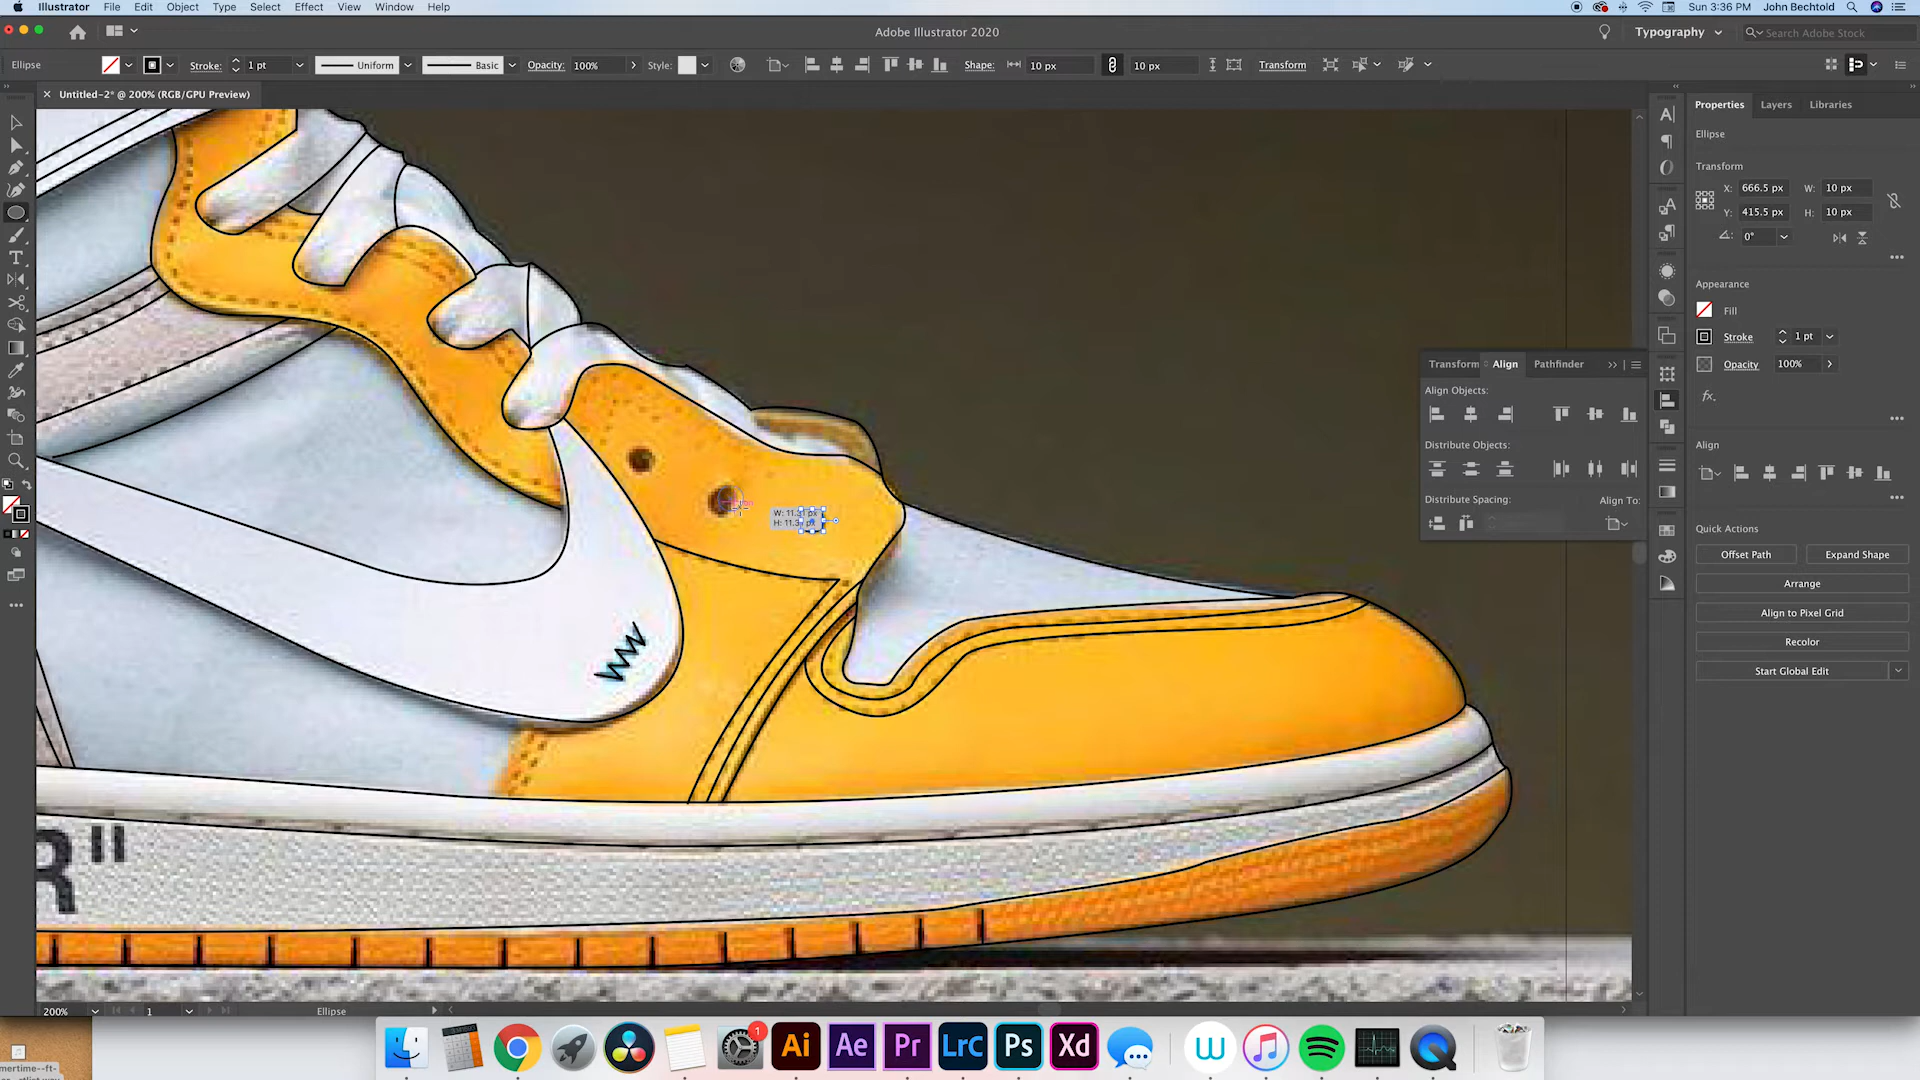 Illustrator File Edit Object Type Select Effect View Window Help
Sun 3:36 PM John Bechtold
Adobe Illustrator 2020
Typography
Search Adobe Stock
Ellipse Stroke: 1 pt Uniform Basic Opacity: 100% Style: Shape: 10 px 10 px Transform
Untitled-2* @ 200% (RGB/GPU Preview)
Properties Layers Libraries
Ellipse
Transform
X: 666.5 px W: 10 px
Y: 415.5 px H: 10 px
0°
Appearance
Fill
Stroke 1 pt
Opacity 100%
fx.
Align
Quick Actions
Offset Path Expand Shape
Arrange
Align to Pixel Grid
Recolor
Start Global Edit
Transform Align Pathfinder
Align Objects:
Distribute Objects:
Distribute Spacing: Align To:
R"
200% 1 Ellipse
1
Ai Ae Pr LrC Ps Xd